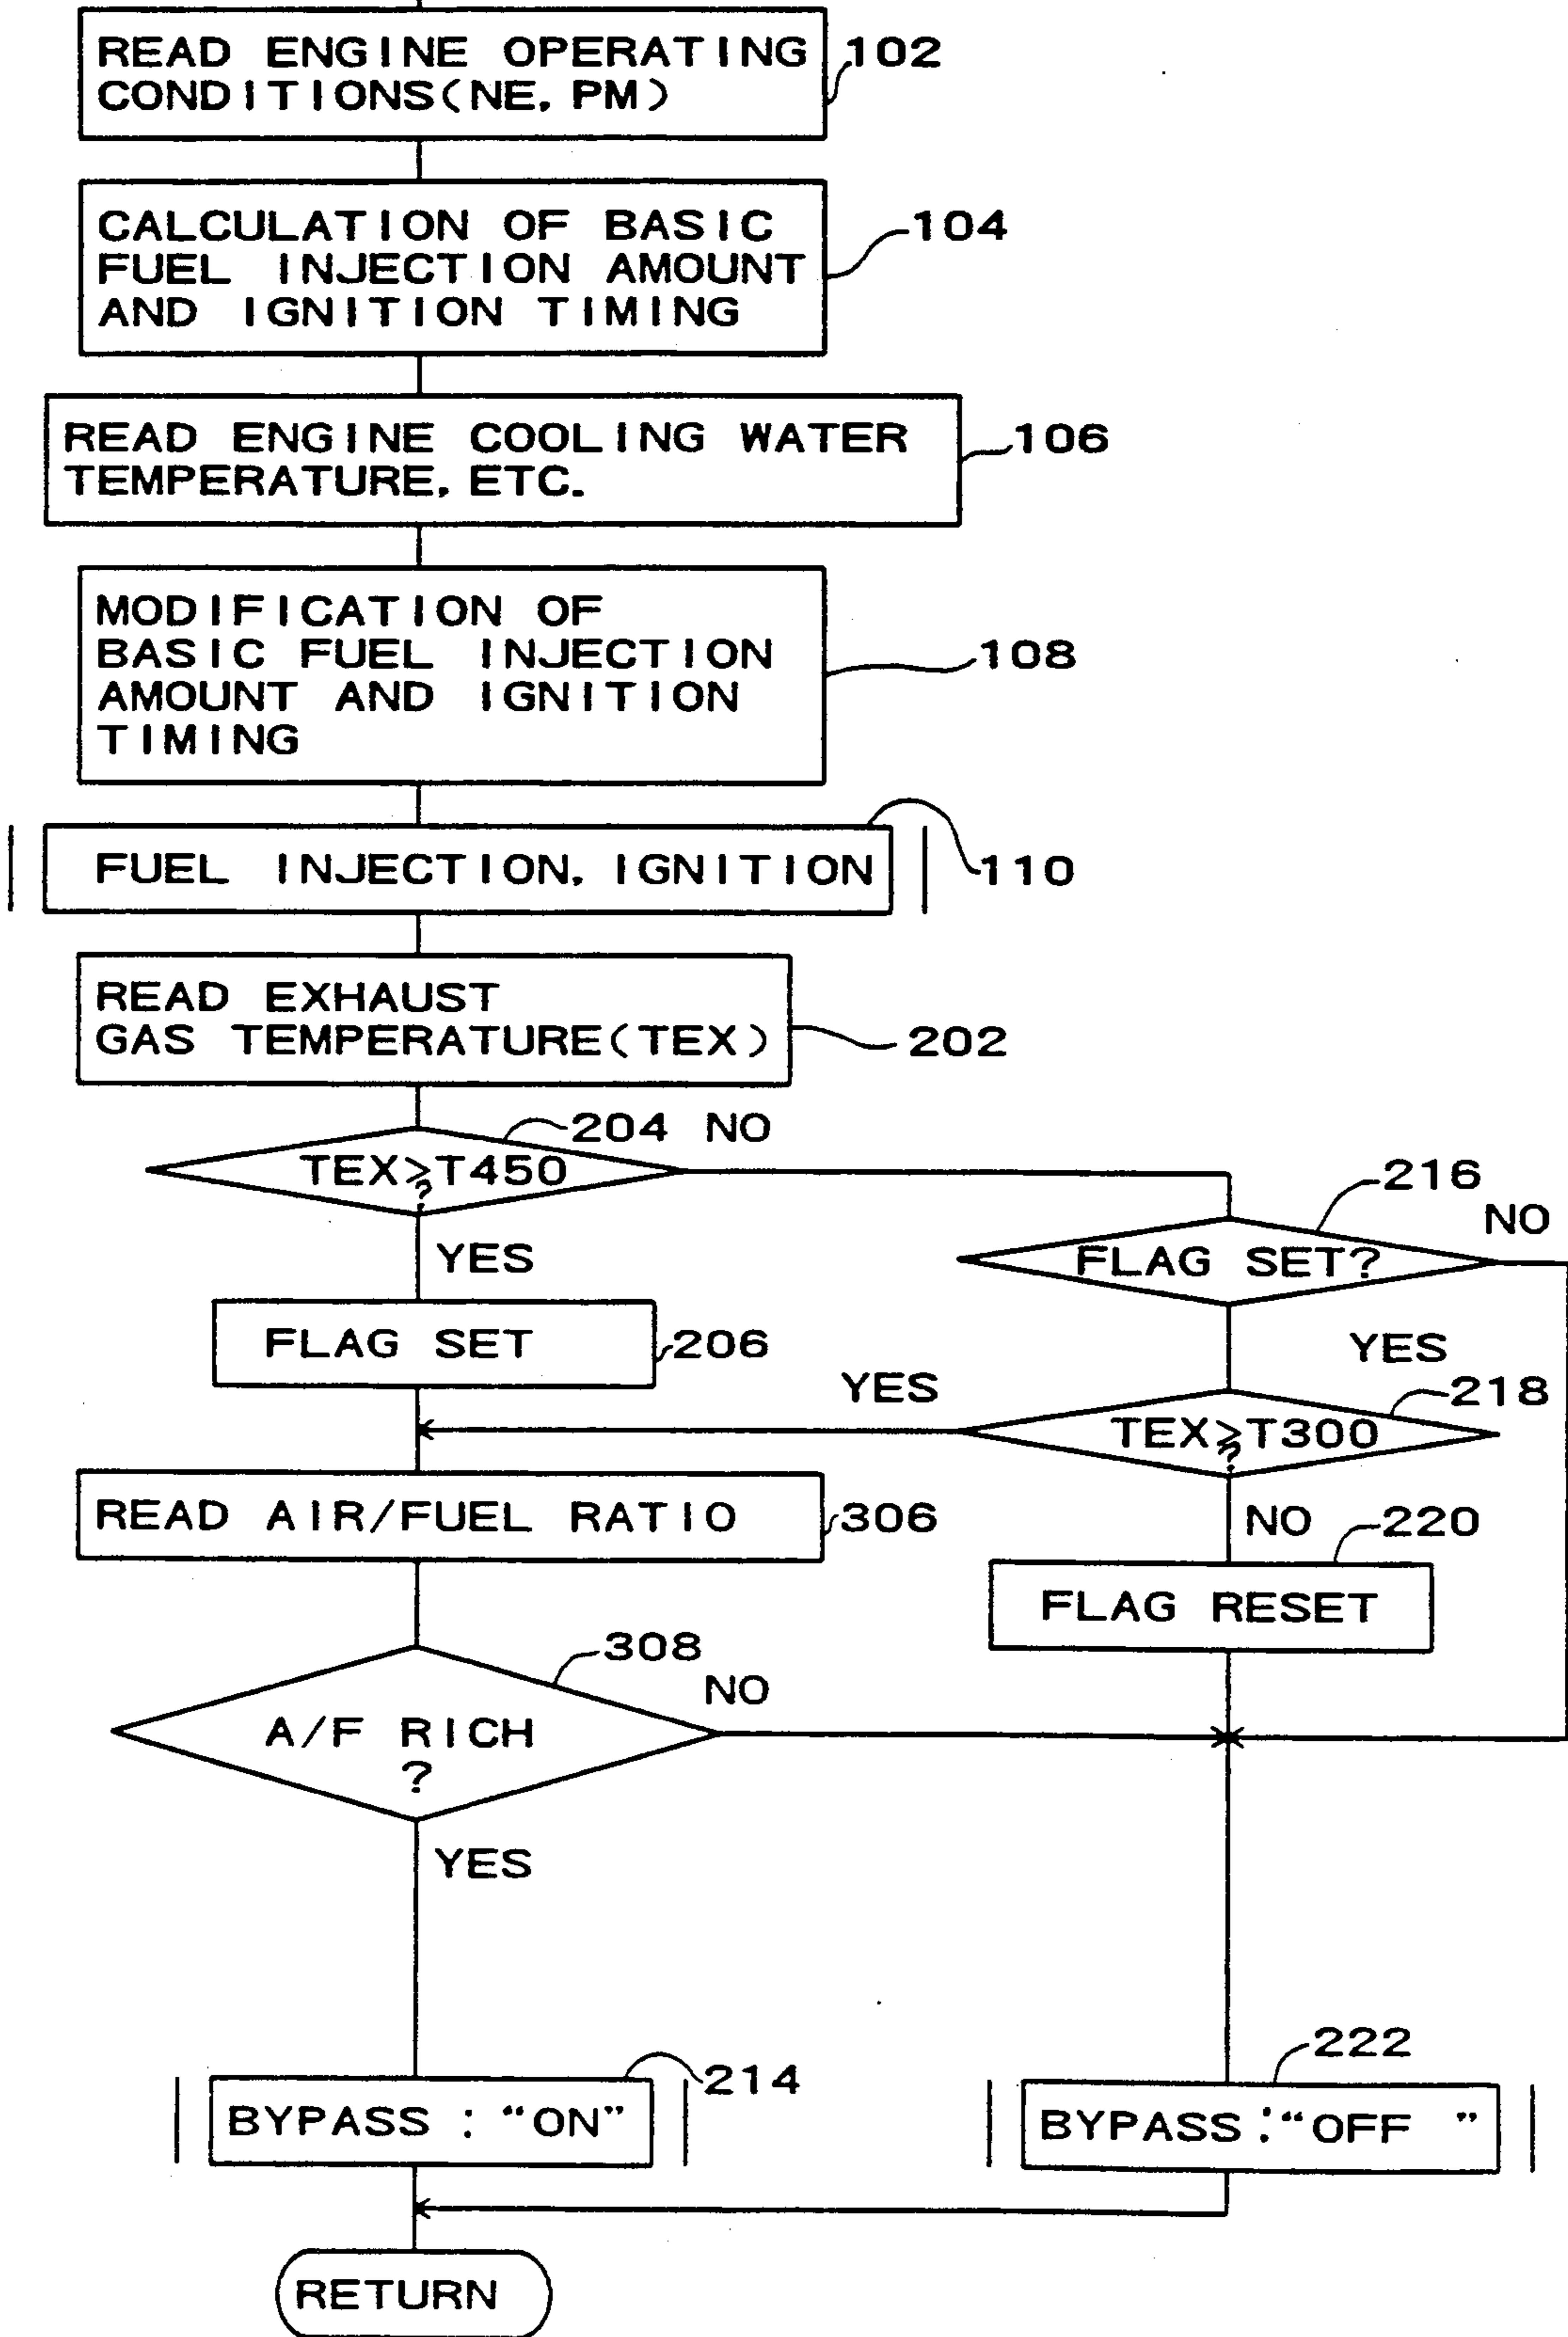 READ ENGINE OPERATING
CONDITIONS(NE, PM)
102
CALCULATION OF BASIC
FUEL INJECTION AMOUNT
AND IGNITION TIMING
104
READ ENGINE COOLING WATER
TEMPERATURE, ETC.
106
MODIFICATION OF
BASIC FUEL INJECTION
AMOUNT AND IGNITION
TIMING
108
FUEL INJECTION, IGNITION
110
READ EXHAUST
GAS TEMPERATURE(TEX)
202
204 NO
TEX≥T450
?
YES
216
NO
FLAG SET?
FLAG SET
206
YES
YES
218
TEX≥T300
?
READ AIR/FUEL RATIO
306
NO
220
FLAG RESET
308
NO
A/F RICH
?
YES
214
BYPASS : "ON"
222
BYPASS : "OFF "
RETURN